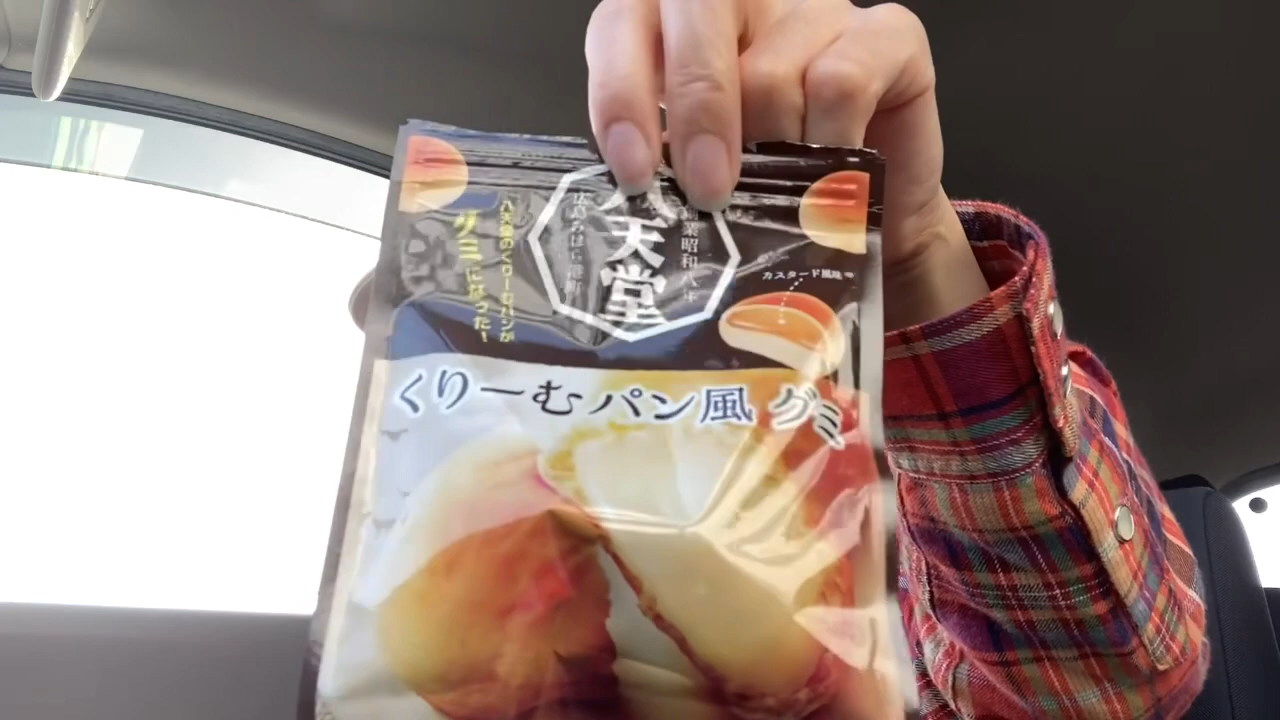 八天堂
創業昭和八年
広島みはら港町
八天堂のくりーむパンが
グミになった！
カスタード風味
くりーむパン風 グミ